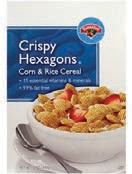 Crispy
Hexagons
Corn & Rice Cereal
• 11 essential vitamins & minerals
• 99% fat free